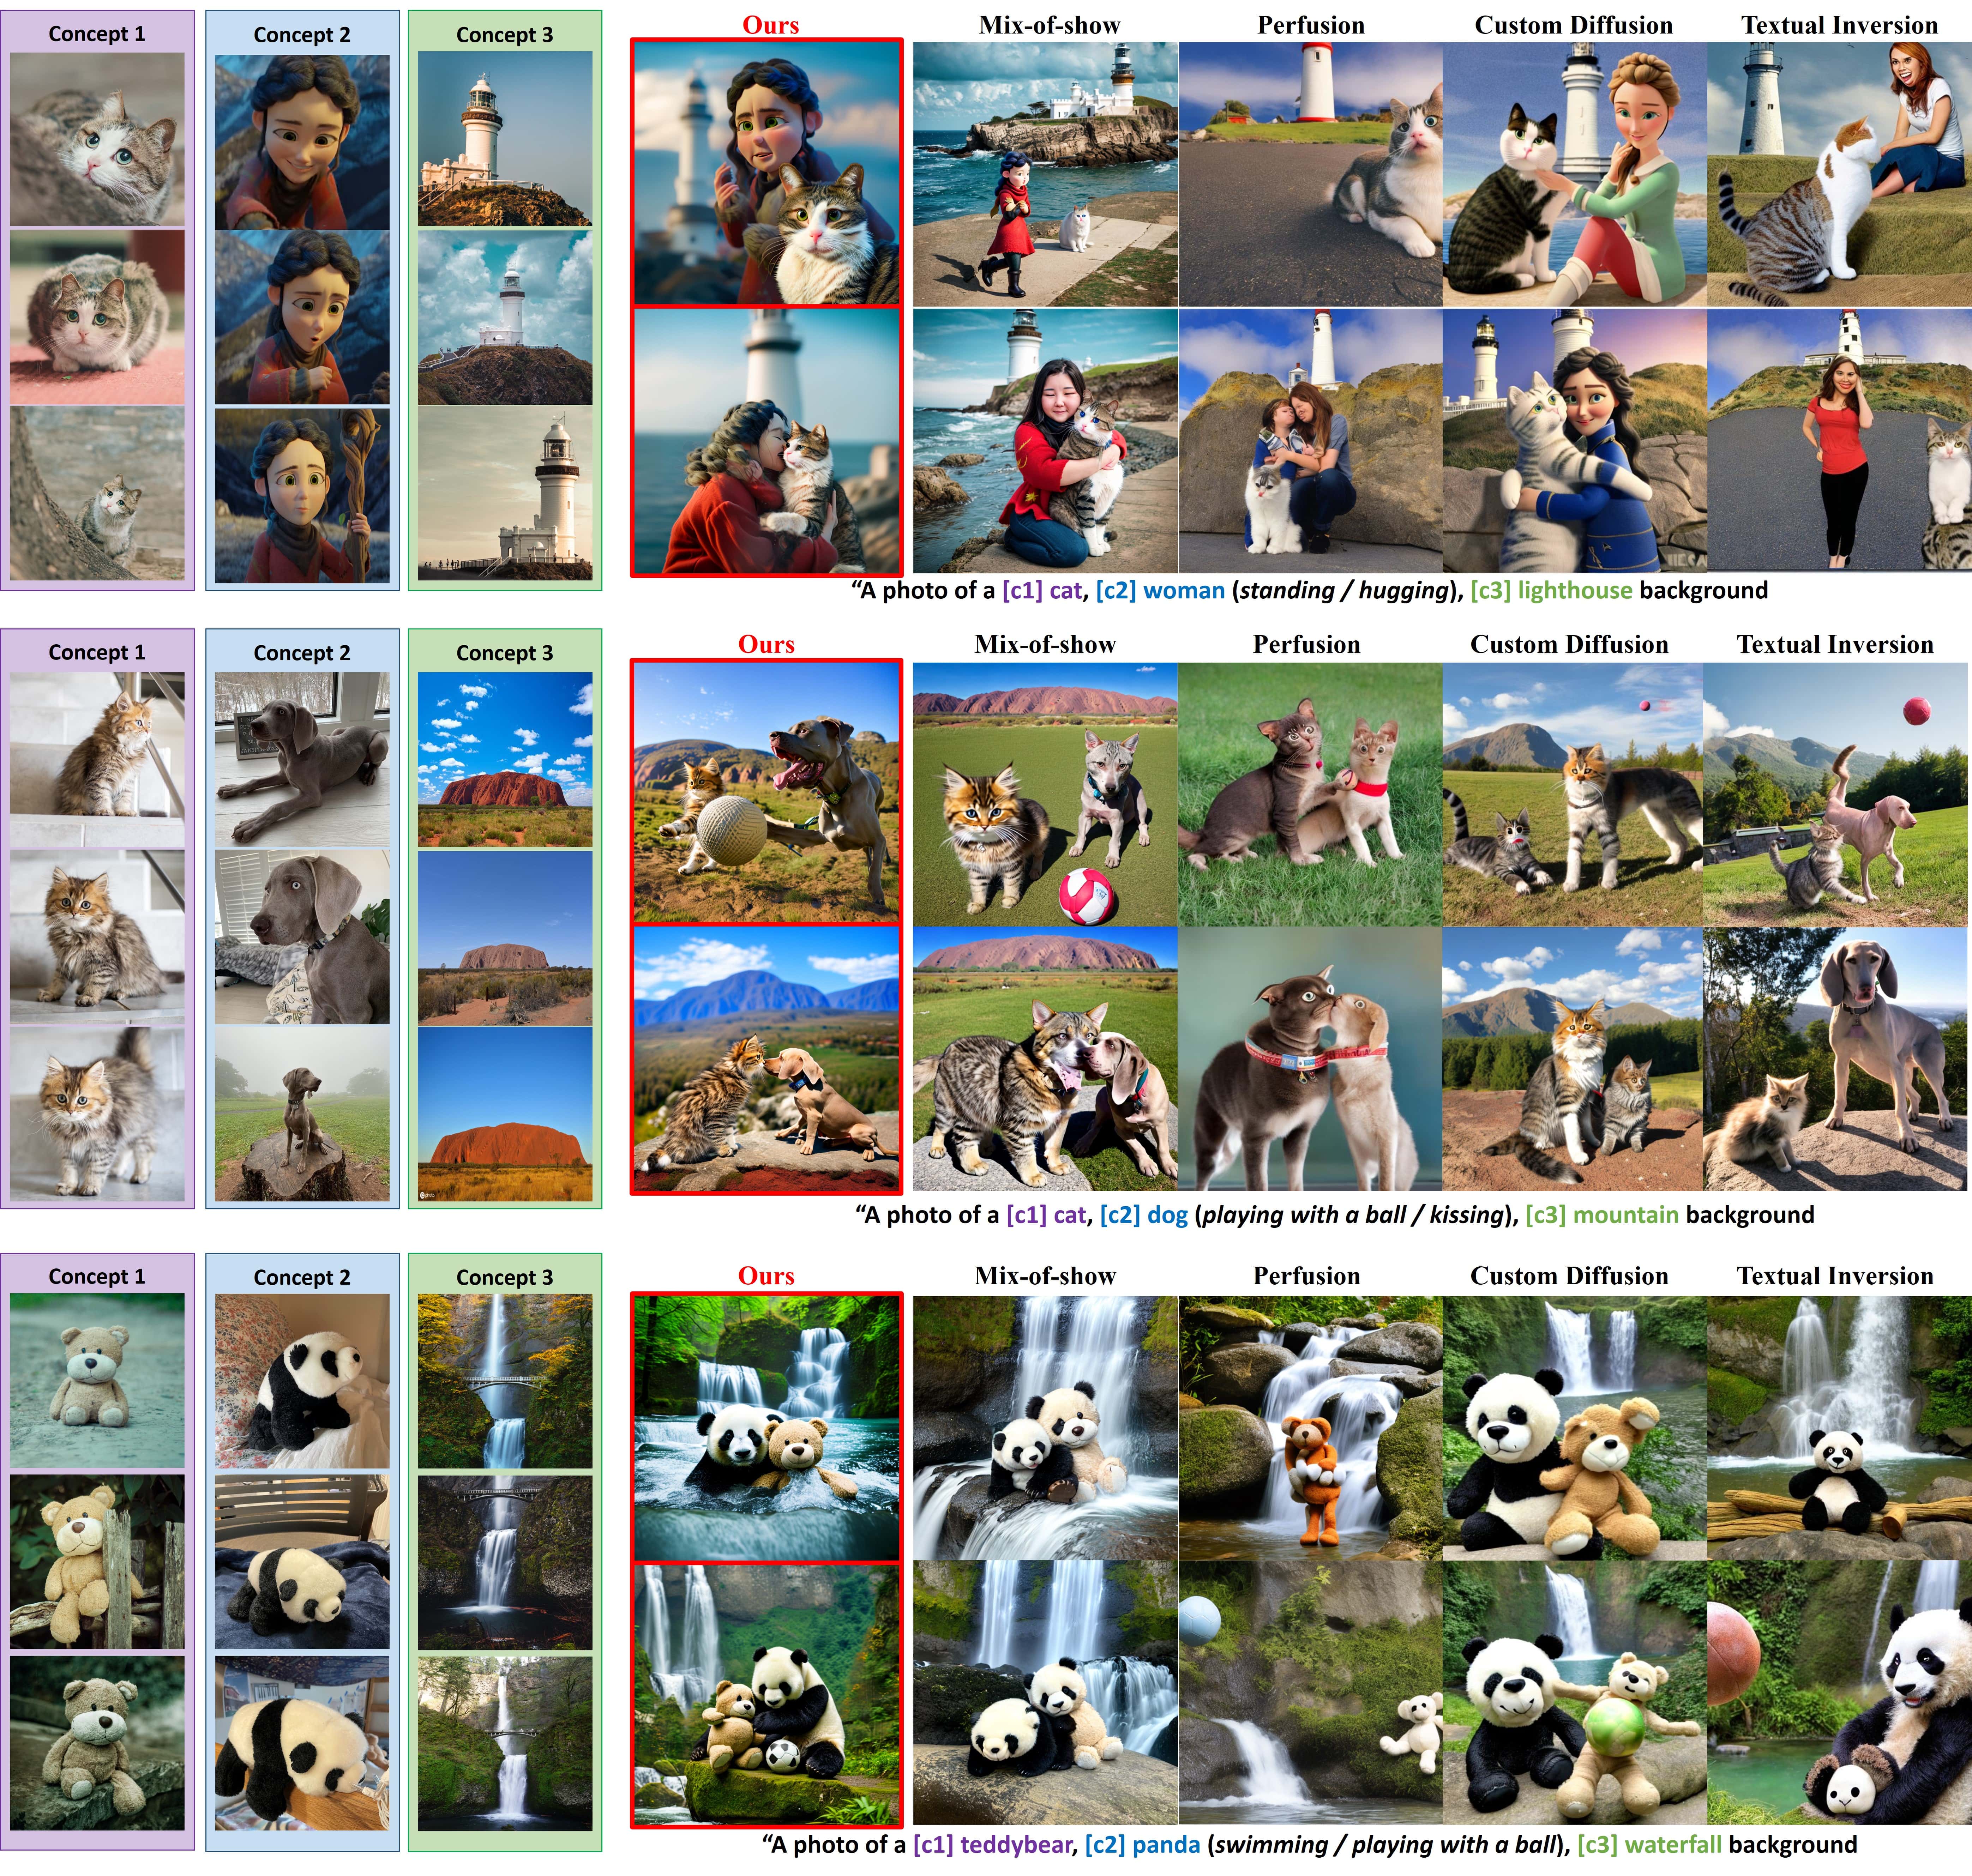 Concept 1
Concept 2
Concept 3
Ours
Mix-of-show
Perfusion
Custom Diffusion
Textual Inversion
“A photo of a [c1] cat, [c2] woman (standing / hugging), [c3] lighthouse background
Concept 1
Concept 2
Concept 3
Ours
Mix-of-show
Perfusion
Custom Diffusion
Textual Inversion
“A photo of a [c1] cat, [c2] dog (playing with a ball / kissing), [c3] mountain background
Concept 1
Concept 2
Concept 3
Ours
Mix-of-show
Perfusion
Custom Diffusion
Textual Inversion
“A photo of a [c1] teddybear, [c2] panda (swimming / playing with a ball), [c3] waterfall background